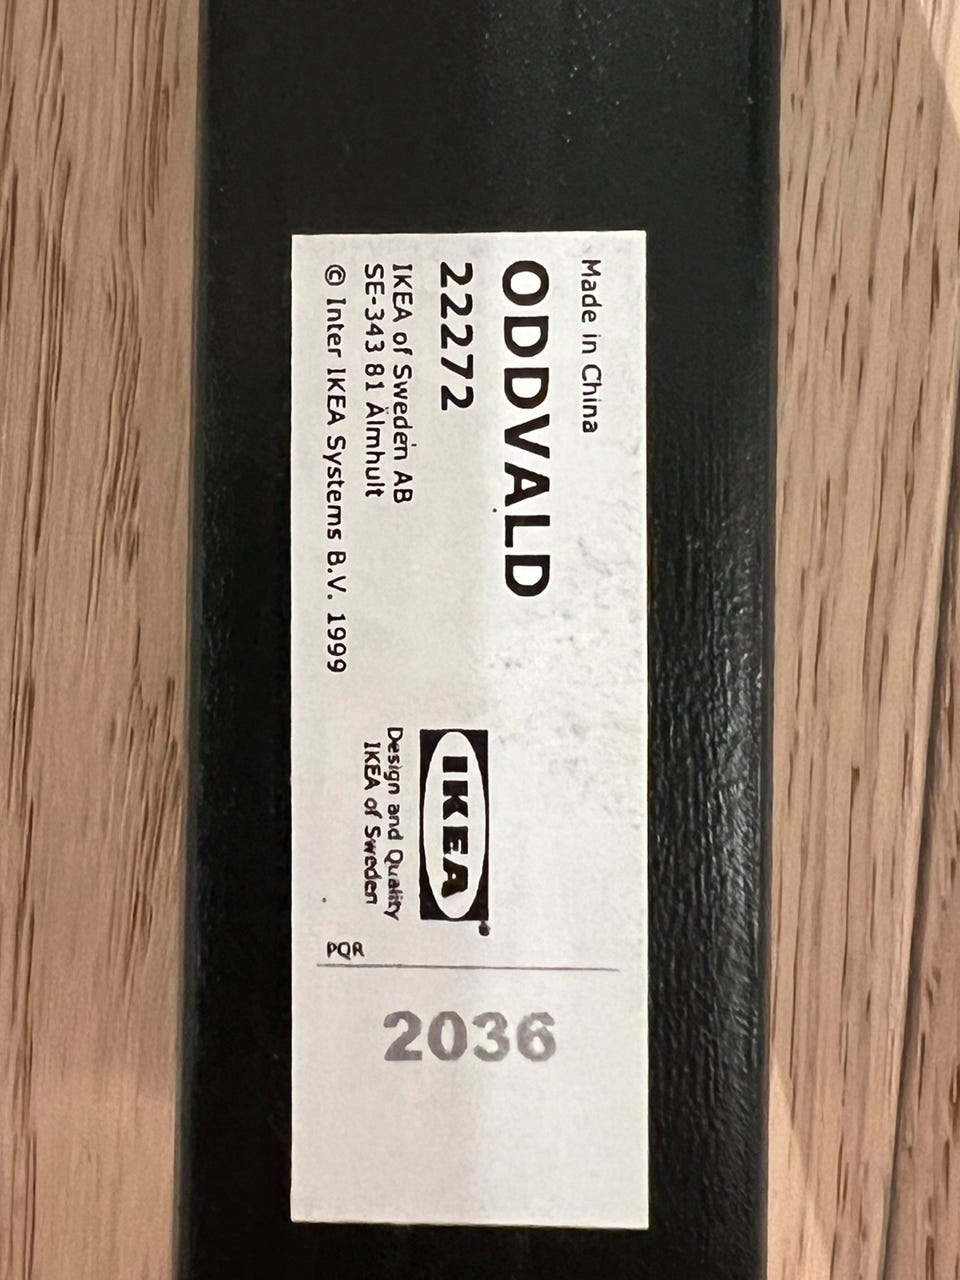 Made in China
ODDVALD
22272
IKEA of Sweden AB
SE-343 81 Älmhult
© Inter IKEA Systems B.V. 1999
IKEA®
Design and Quality
IKEA of Sweden
PQR
2036